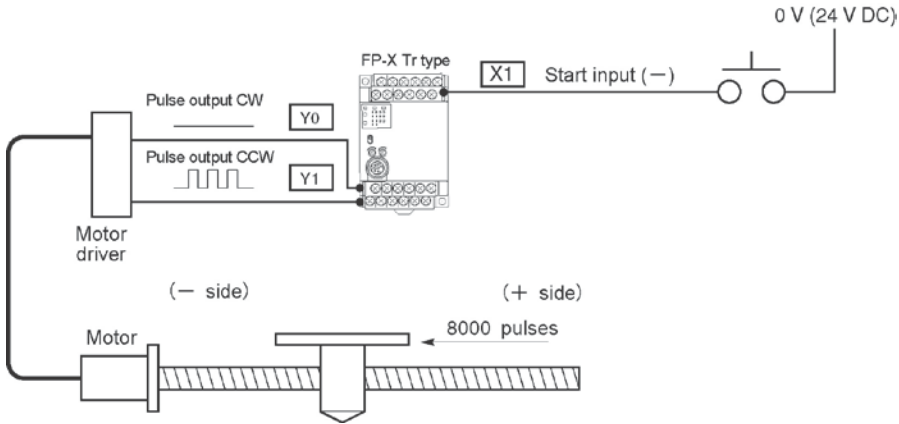 0 V (24 V DC)
FP-X Tr type
X1
Start input (−)
Pulse output CW
Y0
Pulse output CCW
Y1
Motor
driver
(− side)
(+ side)
8000 pulses
Motor